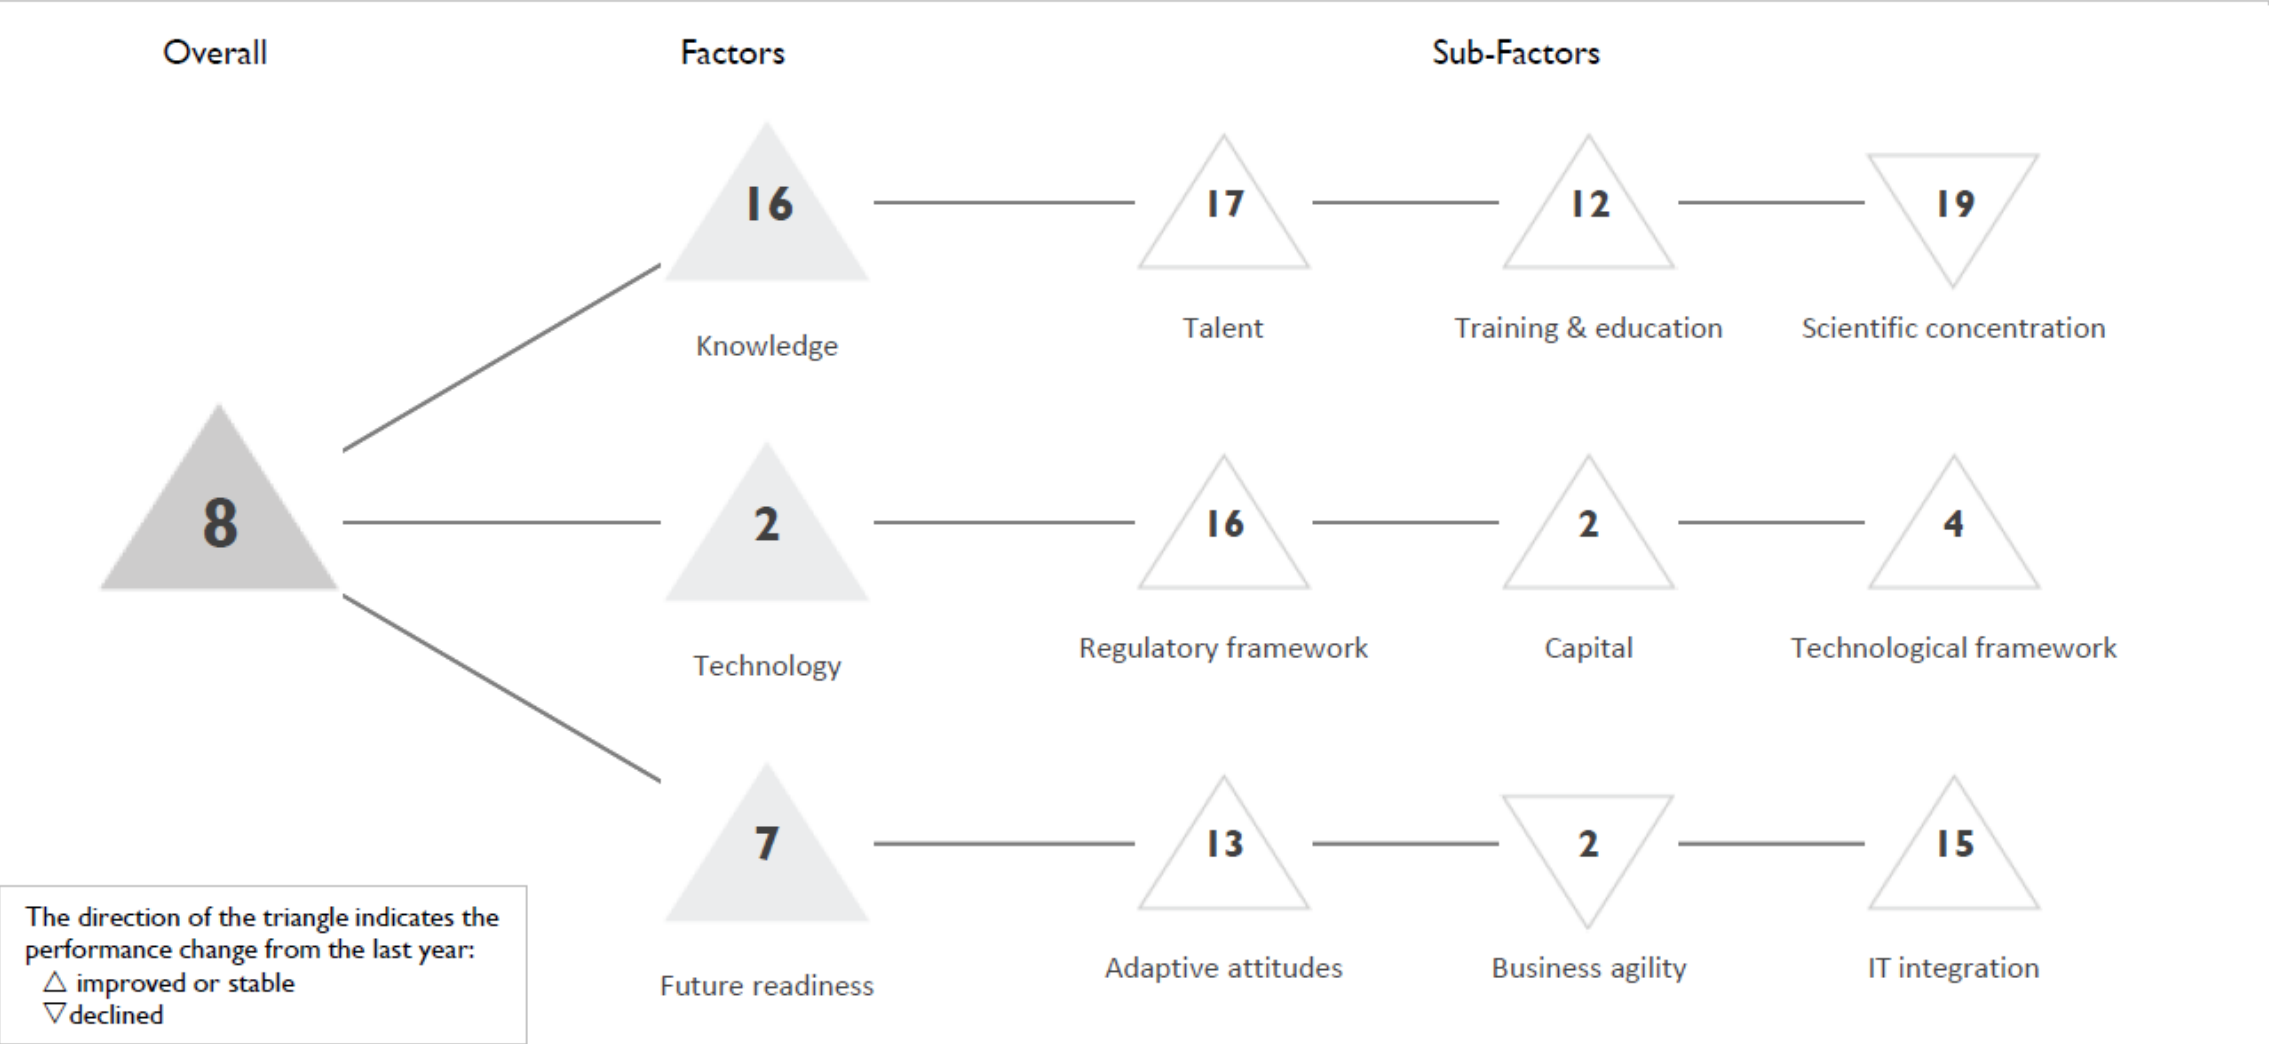 Overall
Factors
Sub-Factors
16
17
12
19
Knowledge
Talent
Training & education
Scientific concentration
8
2
16
2
4
Technology
Regulatory framework
Capital
Technological framework
7
13
2
15
Future readiness
Adaptive attitudes
Business agility
IT integration
The direction of the triangle indicates the
performance change from the last year:
△ improved or stable
▽ declined